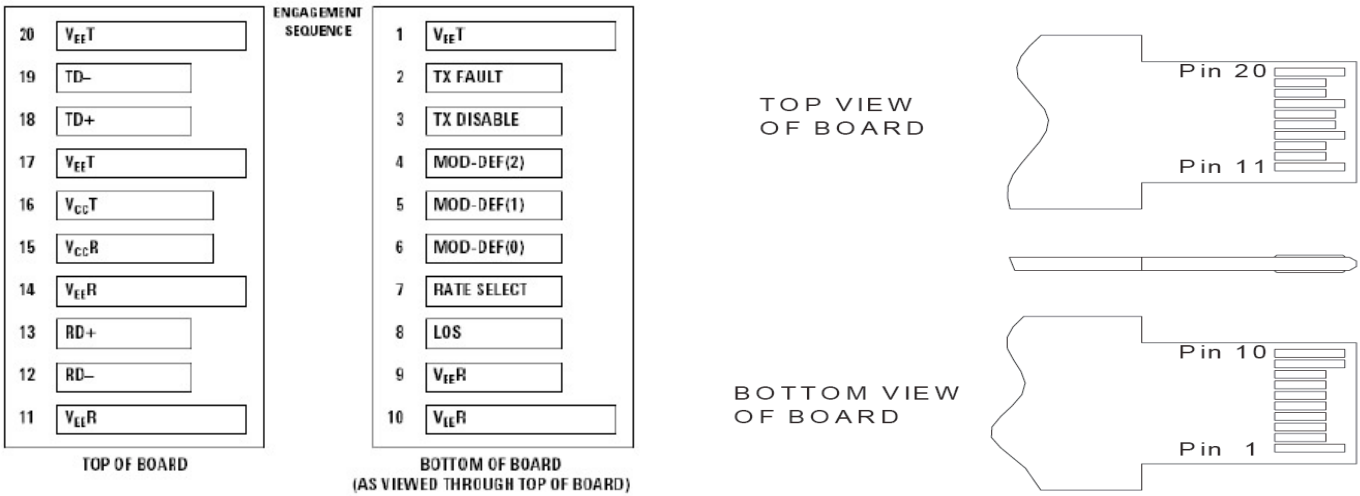 ENGAGEMENT
SEQUENCE
20 VEET
19 TD–
18 TD+
17 VEET
16 VCCT
15 VCCR
14 VEER
13 RD+
12 RD–
11 VEER
TOP OF BOARD
1 VEET
2 TX FAULT
3 TX DISABLE
4 MOD-DEF(2)
5 MOD-DEF(1)
6 MOD-DEF(0)
7 RATE SELECT
8 LOS
9 VEER
10 VEER
BOTTOM OF BOARD
(AS VIEWED THROUGH TOP OF BOARD)
TOP VIEW
OF BOARD
Pin 20
Pin 11
BOTTOM VIEW
OF BOARD
Pin 10
Pin 1